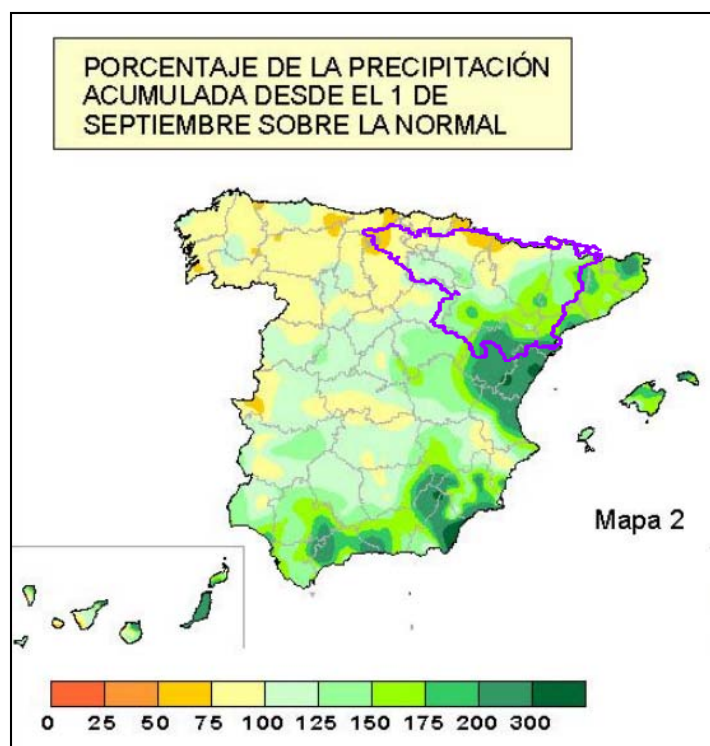 PORCENTAJE DE LA PRECIPITACIÓN
ACUMULADA DESDE EL 1 DE
SEPTIEMBRE SOBRE LA NORMAL
Mapa 2
0 25 50 75 100 125 150 175 200 300